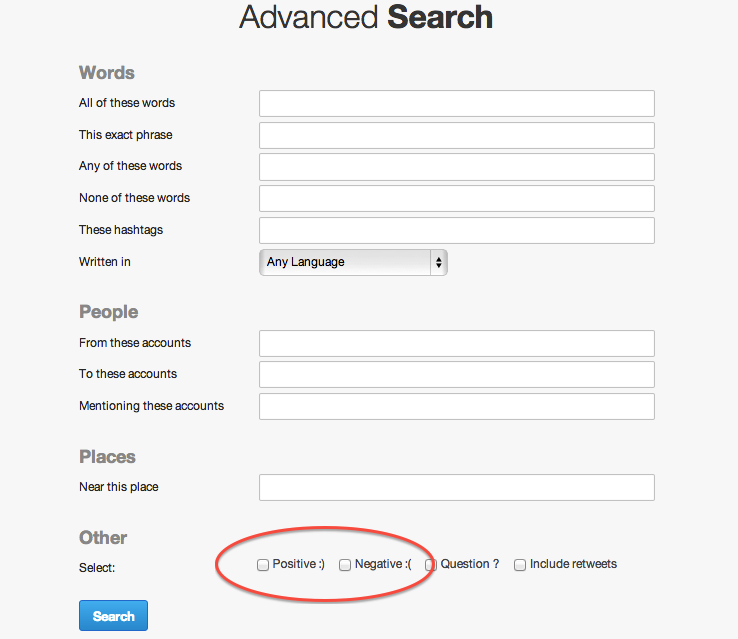 Advanced Search
Words
All of these words
This exact phrase
Any of these words
None of these words
These hashtags
Written in Any Language
People
From these accounts
To these accounts
Mentioning these accounts
Places
Near this place
Other
Select: Positive :) Negative :( Question ? Include retweets
Search